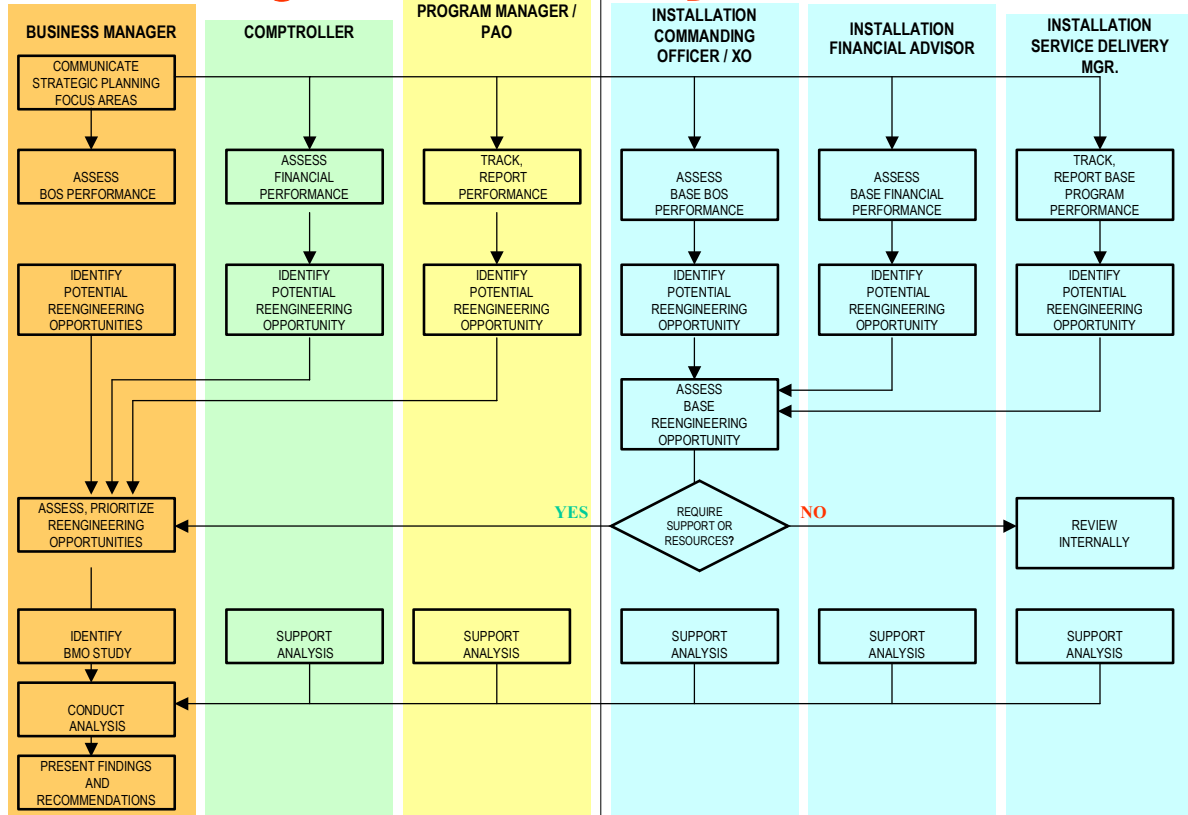 BUSINESS MANAGER
COMPTROLLER
PROGRAM MANAGER /
PAO
INSTALLATION
COMMANDING
OFFICER / XO
INSTALLATION
FINANCIAL ADVISOR
INSTALLATION
SERVICE DELIVERY
MGR.
COMMUNICATE
STRATEGIC PLANNING
FOCUS AREAS
ASSESS
BOS PERFORMANCE
ASSESS
FINANCIAL
PERFORMANCE
TRACK,
REPORT
PERFORMANCE
ASSESS
BASE BOS
PERFORMANCE
ASSESS
BASE FINANCIAL
PERFORMANCE
TRACK,
REPORT BASE
PROGRAM
PERFORMANCE
IDENTIFY
POTENTIAL
REENGINEERING
OPPORTUNITIES
IDENTIFY
POTENTIAL
REENGINEERING
OPPORTUNITY
IDENTIFY
POTENTIAL
REENGINEERING
OPPORTUNITY
IDENTIFY
POTENTIAL
REENGINEERING
OPPORTUNITY
IDENTIFY
POTENTIAL
REENGINEERING
OPPORTUNITY
IDENTIFY
POTENTIAL
REENGINEERING
OPPORTUNITY
ASSESS
BASE
REENGINEERING
OPPORTUNITY
ASSESS, PRIORITIZE
REENGINEERING
OPPORTUNITIES
YES
REQUIRE
SUPPORT OR
RESOURCES?
NO
REVIEW
INTERNALLY
IDENTIFY
BMO STUDY
SUPPORT
ANALYSIS
SUPPORT
ANALYSIS
SUPPORT
ANALYSIS
SUPPORT
ANALYSIS
SUPPORT
ANALYSIS
CONDUCT
ANALYSIS
PRESENT FINDINGS
AND
RECOMMENDATIONS